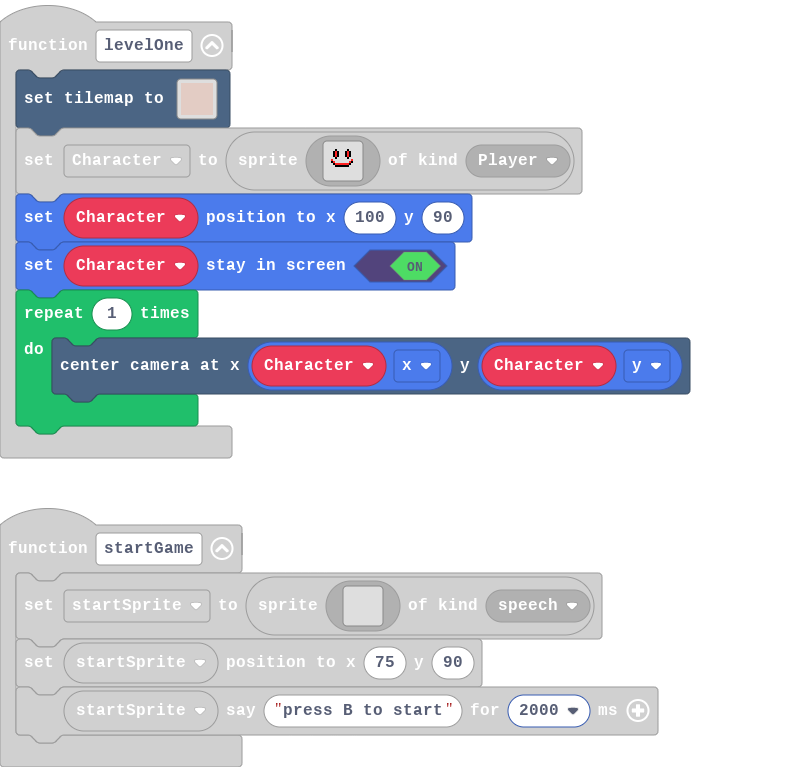 function levelOne
set tilemap to
set Character to sprite of kind Player
set Character position to x 100 y 90
set Character stay in screen ON
repeat 1 times
do center camera at x Character x y Character y
function startGame
set startSprite to sprite of kind speech
set startSprite position to x 75 y 90
startSprite say "press B to start" for 2000 ms